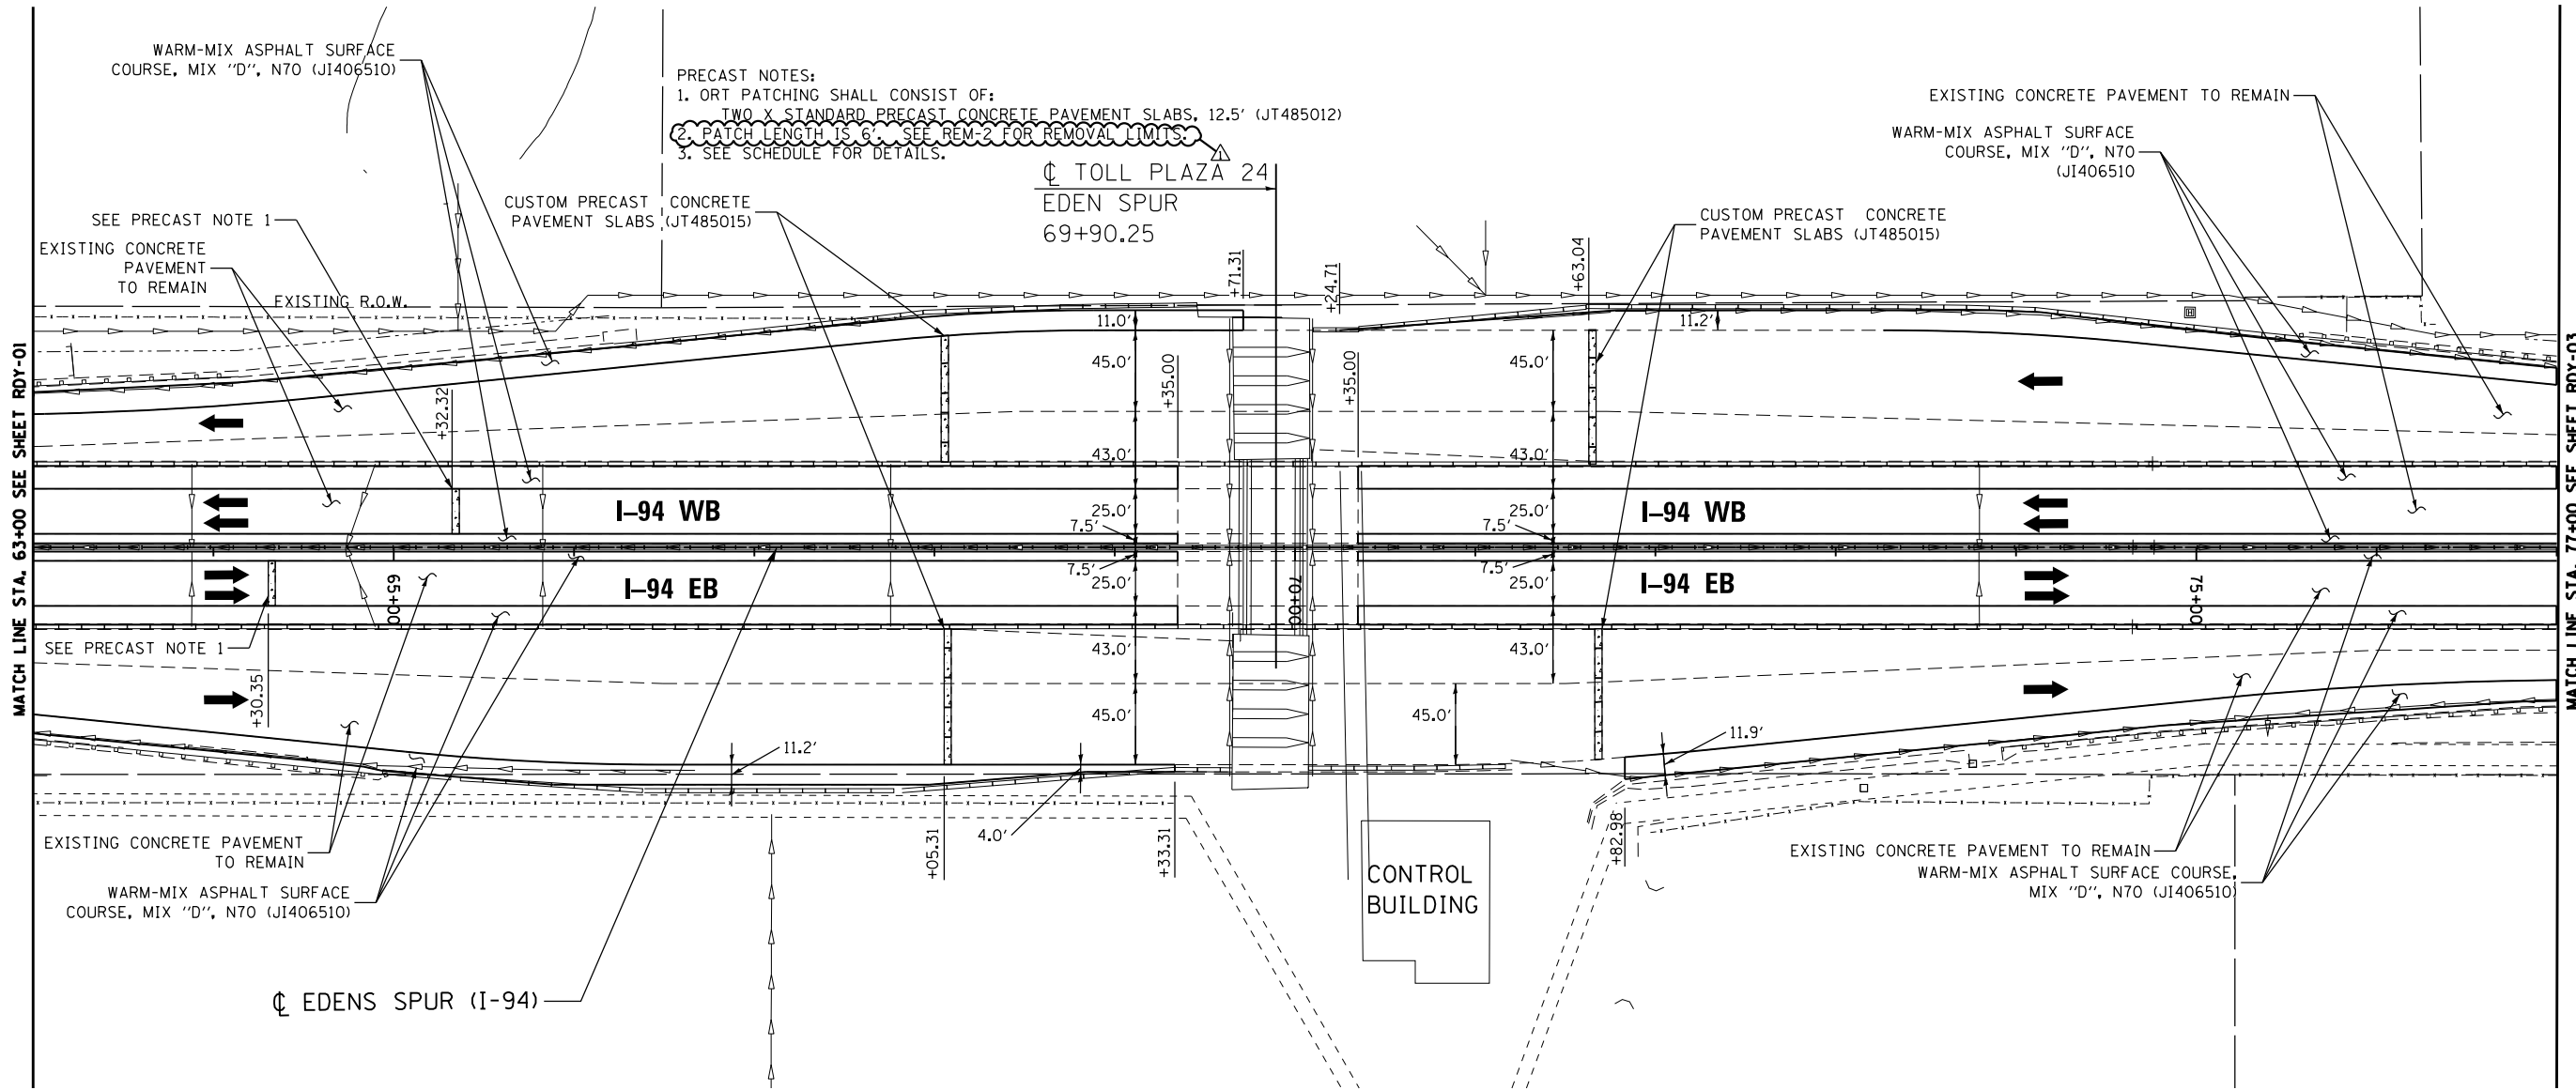 WARM-MIX ASPHALT SURFACE
COURSE, MIX "D", N70 (JI406510)
PRECAST NOTES:
1. ORT PATCHING SHALL CONSIST OF:
TWO X STANDARD PRECAST CONCRETE PAVEMENT SLABS, 12.5' (JT485012)
2. PATCH LENGTH IS 6'. SEE REM-2 FOR REMOVAL LIMITS.
3. SEE SCHEDULE FOR DETAILS.
1
℄ TOLL PLAZA 24
EDEN SPUR
69+90.25
EXISTING CONCRETE PAVEMENT TO REMAIN
WARM-MIX ASPHALT SURFACE
COURSE, MIX "D", N70
(JI406510
SEE PRECAST NOTE 1
EXISTING CONCRETE
PAVEMENT
TO REMAIN
CUSTOM PRECAST CONCRETE
PAVEMENT SLABS (JT485015)
CUSTOM PRECAST CONCRETE
PAVEMENT SLABS (JT485015)
EXISTING R.O.W.
+71.31
+24.71
+63.04
11.0'
11.2'
45.0'
45.0'
+35.00
+35.00
+32.32
43.0'
43.0'
I-94 WB
25.0'
7.5'
I-94 WB
25.0'
7.5'
MATCH LINE STA. 63+00 SEE SHEET RDY-01
MATCH LINE STA. 77+00 SEE SHEET RDY-03
65+00
70+00
75+00
I-94 EB
7.5'
25.0'
I-94 EB
7.5'
25.0'
SEE PRECAST NOTE 1
+30.35
43.0'
43.0'
45.0'
45.0'
11.2'
11.9'
4.0'
+05.31
+33.31
+82.98
EXISTING CONCRETE PAVEMENT
TO REMAIN
WARM-MIX ASPHALT SURFACE
COURSE, MIX "D", N70 (JI406510)
CONTROL
BUILDING
EXISTING CONCRETE PAVEMENT TO REMAIN
WARM-MIX ASPHALT SURFACE COURSE,
MIX "D", N70 (JI406510)
℄ EDENS SPUR (I-94)